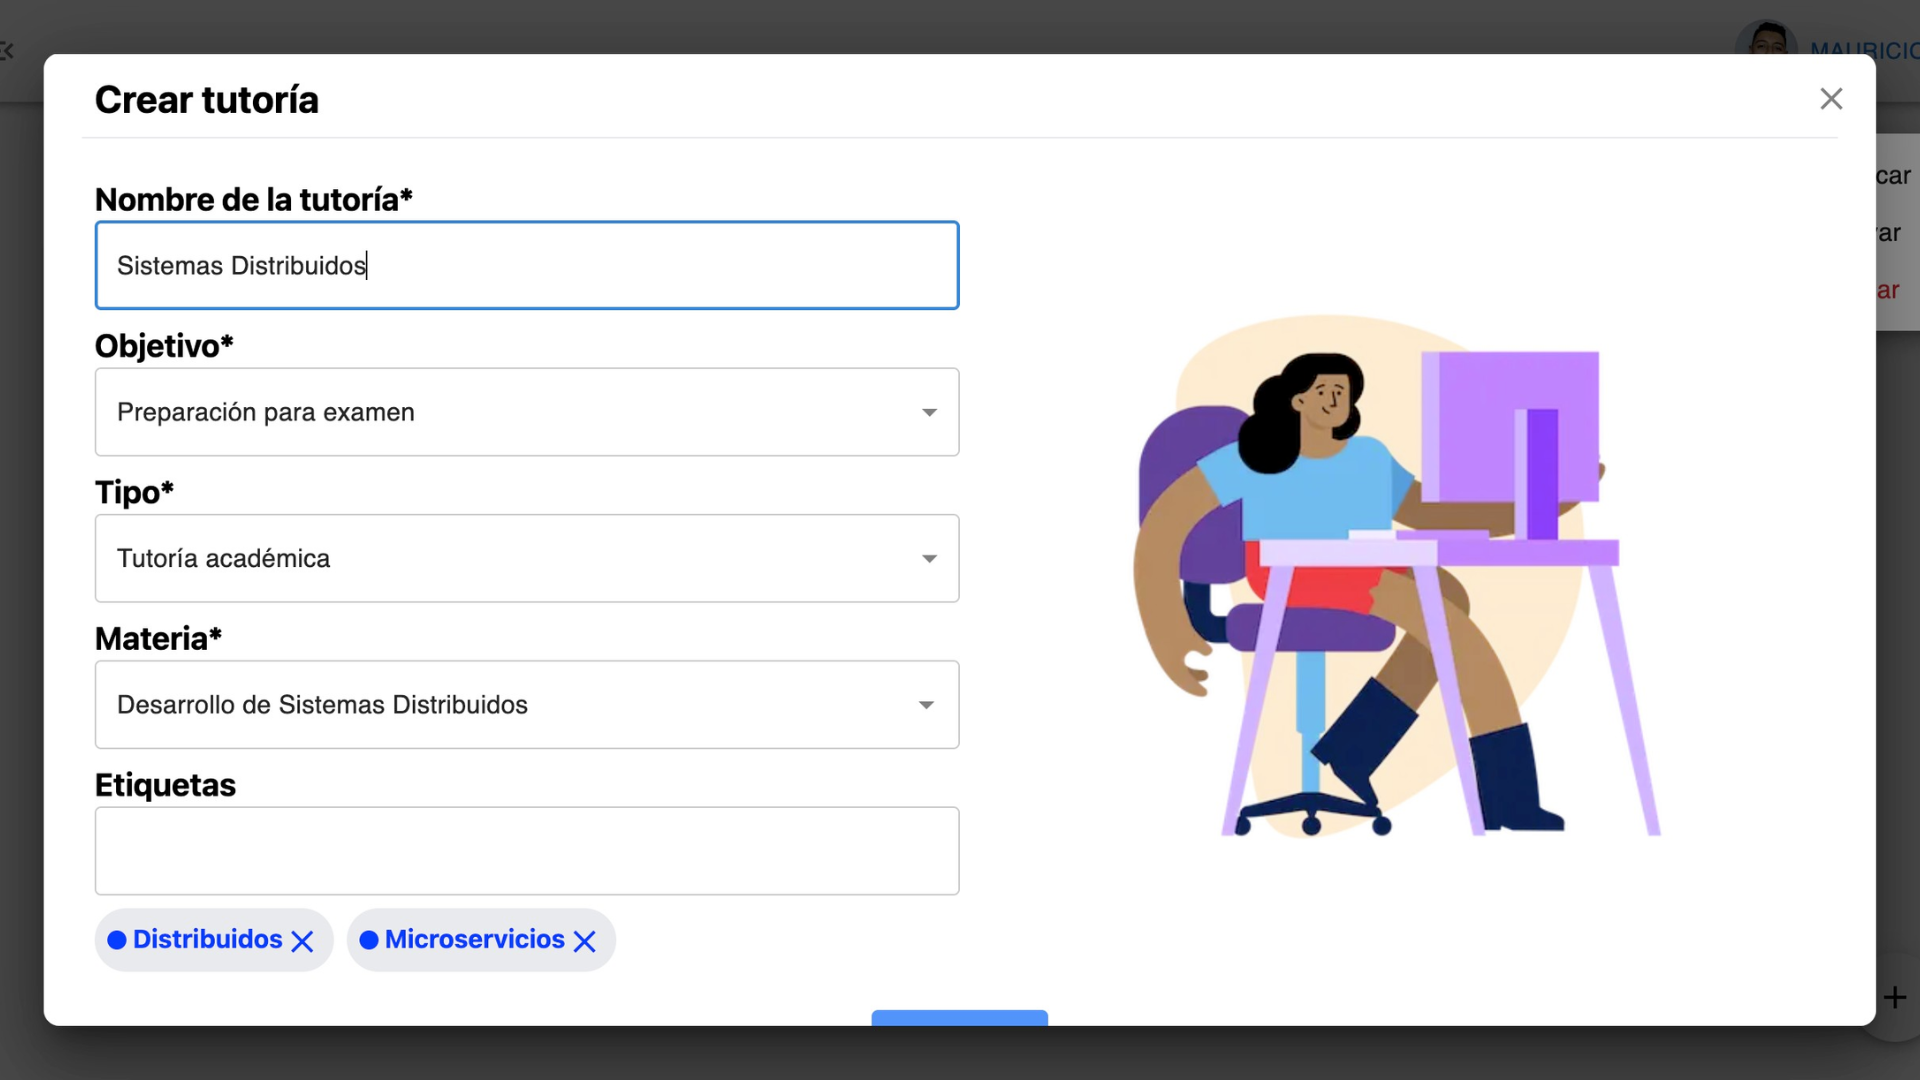 MAURICIO
Crear tutoría
Nombre de la tutoría*
Sistemas Distribuidos
Objetivo*
Preparación para examen
Tipo*
Tutoría académica
Materia*
Desarrollo de Sistemas Distribuidos
Etiquetas
Distribuidos
Microservicios
car
ar
ar